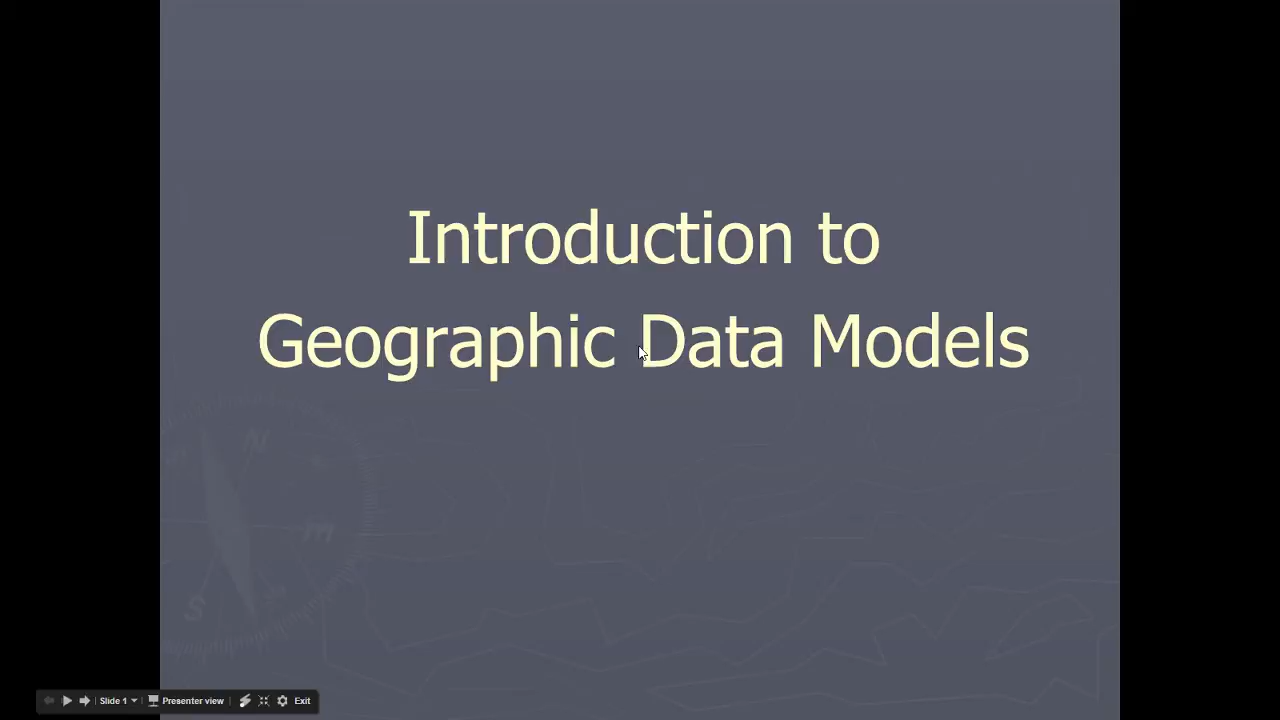 Introduction to
Geographic Data Models
N
E
S
Slide 1
Presenter view
Exit